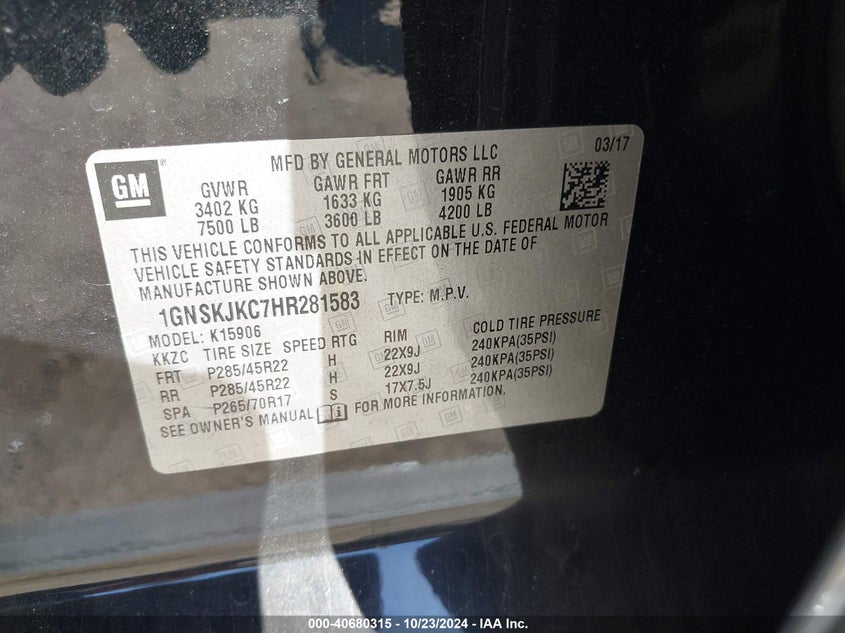 GM
MFD BY GENERAL MOTORS LLC 03/17
GVWR GAWR FRT GAWR RR
3402 KG 1633 KG 1905 KG
7500 LB 3600 LB 4200 LB
THIS VEHICLE CONFORMS TO ALL APPLICABLE U.S. FEDERAL MOTOR
VEHICLE SAFETY STANDARDS IN EFFECT ON THE DATE OF
MANUFACTURE SHOWN ABOVE.
1GNSKJKC7HR281583 TYPE: M.P.V.
MODEL: K15906
KKZC TIRE SIZE SPEED RTG RIM COLD TIRE PRESSURE
FRT P285/45R22 H 22X9J 240KPA(35PSI)
RR P285/45R22 H 22X9J 240KPA(35PSI)
SPA P265/70R17 S 17X7.5J 240KPA(35PSI)
SEE OWNER'S MANUAL FOR MORE INFORMATION.
000-40680315 - 10/23/2024 - IAA Inc.